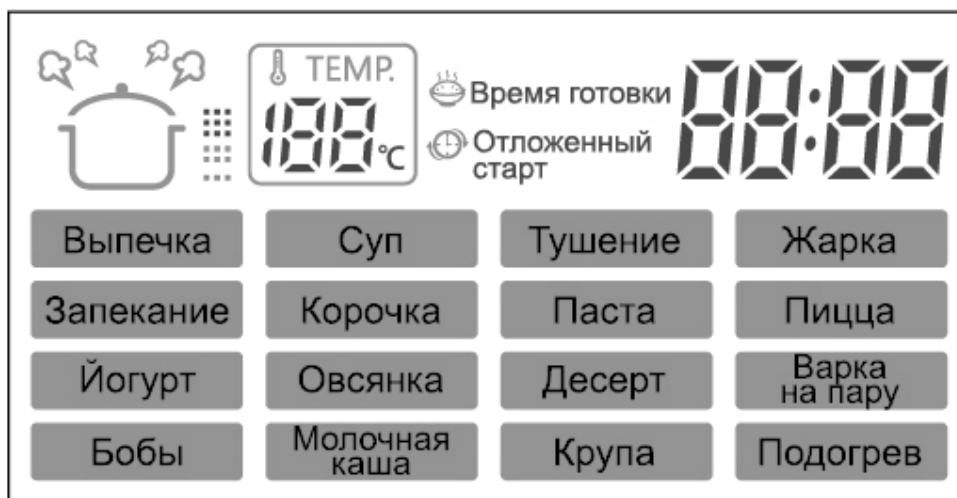 TEMP.
188°C
Время готовки
Отложенный
старт
88:88
Выпечка
Суп
Тушение
Жарка
Запекание
Корочка
Паста
Пицца
Йогурт
Овсянка
Десерт
Варка
на пару
Бобы
Молочная
каша
Крупа
Подогрев